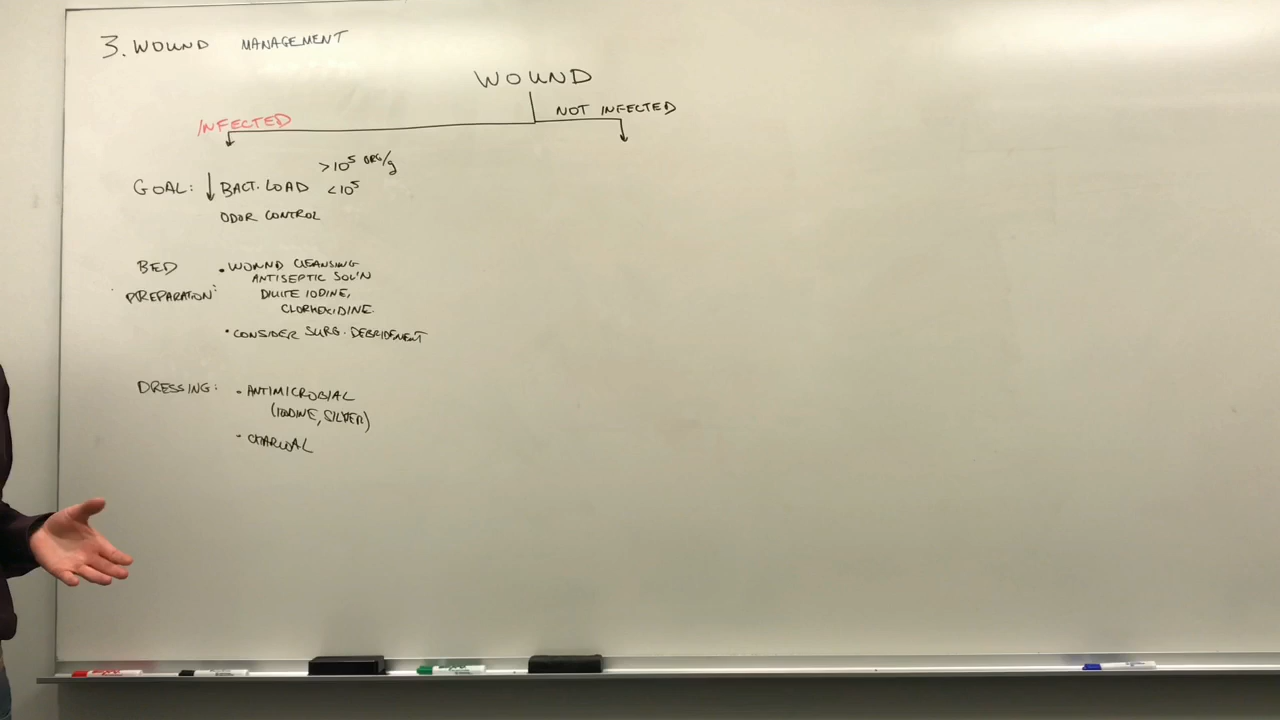 3. WOUND MANAGEMENT
WOUND
INFECTED
NOT INFECTED
>10⁵ ORG/g
GOAL: ↓ BACT. LOAD <10⁵
ODOR CONTROL
BED PREPARATION:
• WOUND CLEANSING
ANTISEPTIC SOL'N
DILUTE IODINE,
CLORHEXIDINE.
• CONSIDER SURG. DEBRIDEMENT
DRESSING: • ANTIMICROBIAL
(IODINE, SILVER)
• CHARCOAL